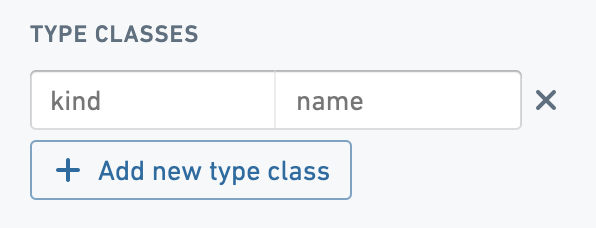 TYPE CLASSES
kind name
Add new type class